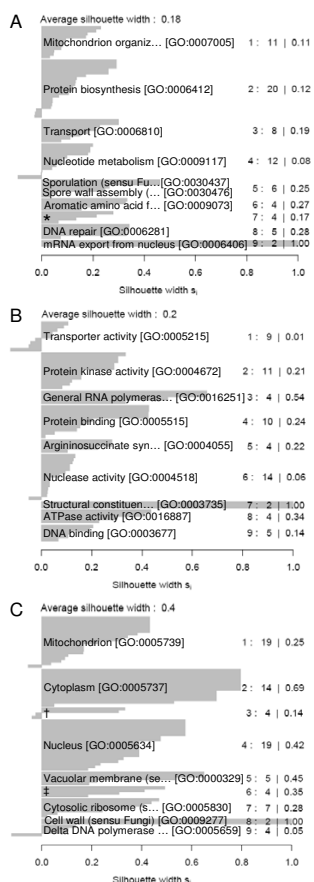 A
Average silhouette width : 0.18
Mitochondrion organiz… [GO:0007005] 1 : 11 | 0.11
Protein biosynthesis [GO:0006412] 2 : 20 | 0.12
Transport [GO:0006810] 3 : 8 | 0.19
Nucleotide metabolism [GO:0009117] 4 : 12 | 0.08
Sporulation (sensu Fu… [GO:0030437]
Spore wall assembly (… [GO:0030476] 5 : 6 | 0.25
Aromatic amino acid f… [GO:0009073] 6 : 4 | 0.27
* 7 : 4 | 0.17
DNA repair [GO:0006281] 8 : 5 | 0.28
mRNA export from nucleus [GO:0006406] 9 : 2 | 1.00
0.0 0.2 0.4 0.6 0.8 1.0
Silhouette width si
B
Average silhouette width : 0.2
Transporter activity [GO:0005215] 1 : 9 | 0.01
Protein kinase activity [GO:0004672] 2 : 11 | 0.21
General RNA polymeras… [GO:0016251] 3 : 4 | 0.54
Protein binding [GO:0005515] 4 : 10 | 0.24
Argininosuccinate syn… [GO:0004055] 5 : 4 | 0.22
Nuclease activity [GO:0004518] 6 : 14 | 0.06
Structural constituen… [GO:0003735] 7 : 2 | 1.00
ATPase activity [GO:0016887] 8 : 4 | 0.34
DNA binding [GO:0003677] 9 : 5 | 0.14
0.0 0.2 0.4 0.6 0.8 1.0
Silhouette width si
C
Average silhouette width : 0.4
Mitochondrion [GO:0005739] 1 : 19 | 0.25
Cytoplasm [GO:0005737] 2 : 14 | 0.69
† 3 : 4 | 0.14
Nucleus [GO:0005634] 4 : 19 | 0.42
Vacuolar membrane (se… [GO:0000329] 5 : 5 | 0.45
‡ 6 : 4 | 0.35
Cytosolic ribosome (s… [GO:0005830] 7 : 7 | 0.28
Cell wall (sensu Fungi) [GO:0009277] 8 : 2 | 1.00
Delta DNA polymerase … [GO:0005659] 9 : 4 | 0.05
0.0 0.2 0.4 0.6 0.8 1.0
Silhouette width si